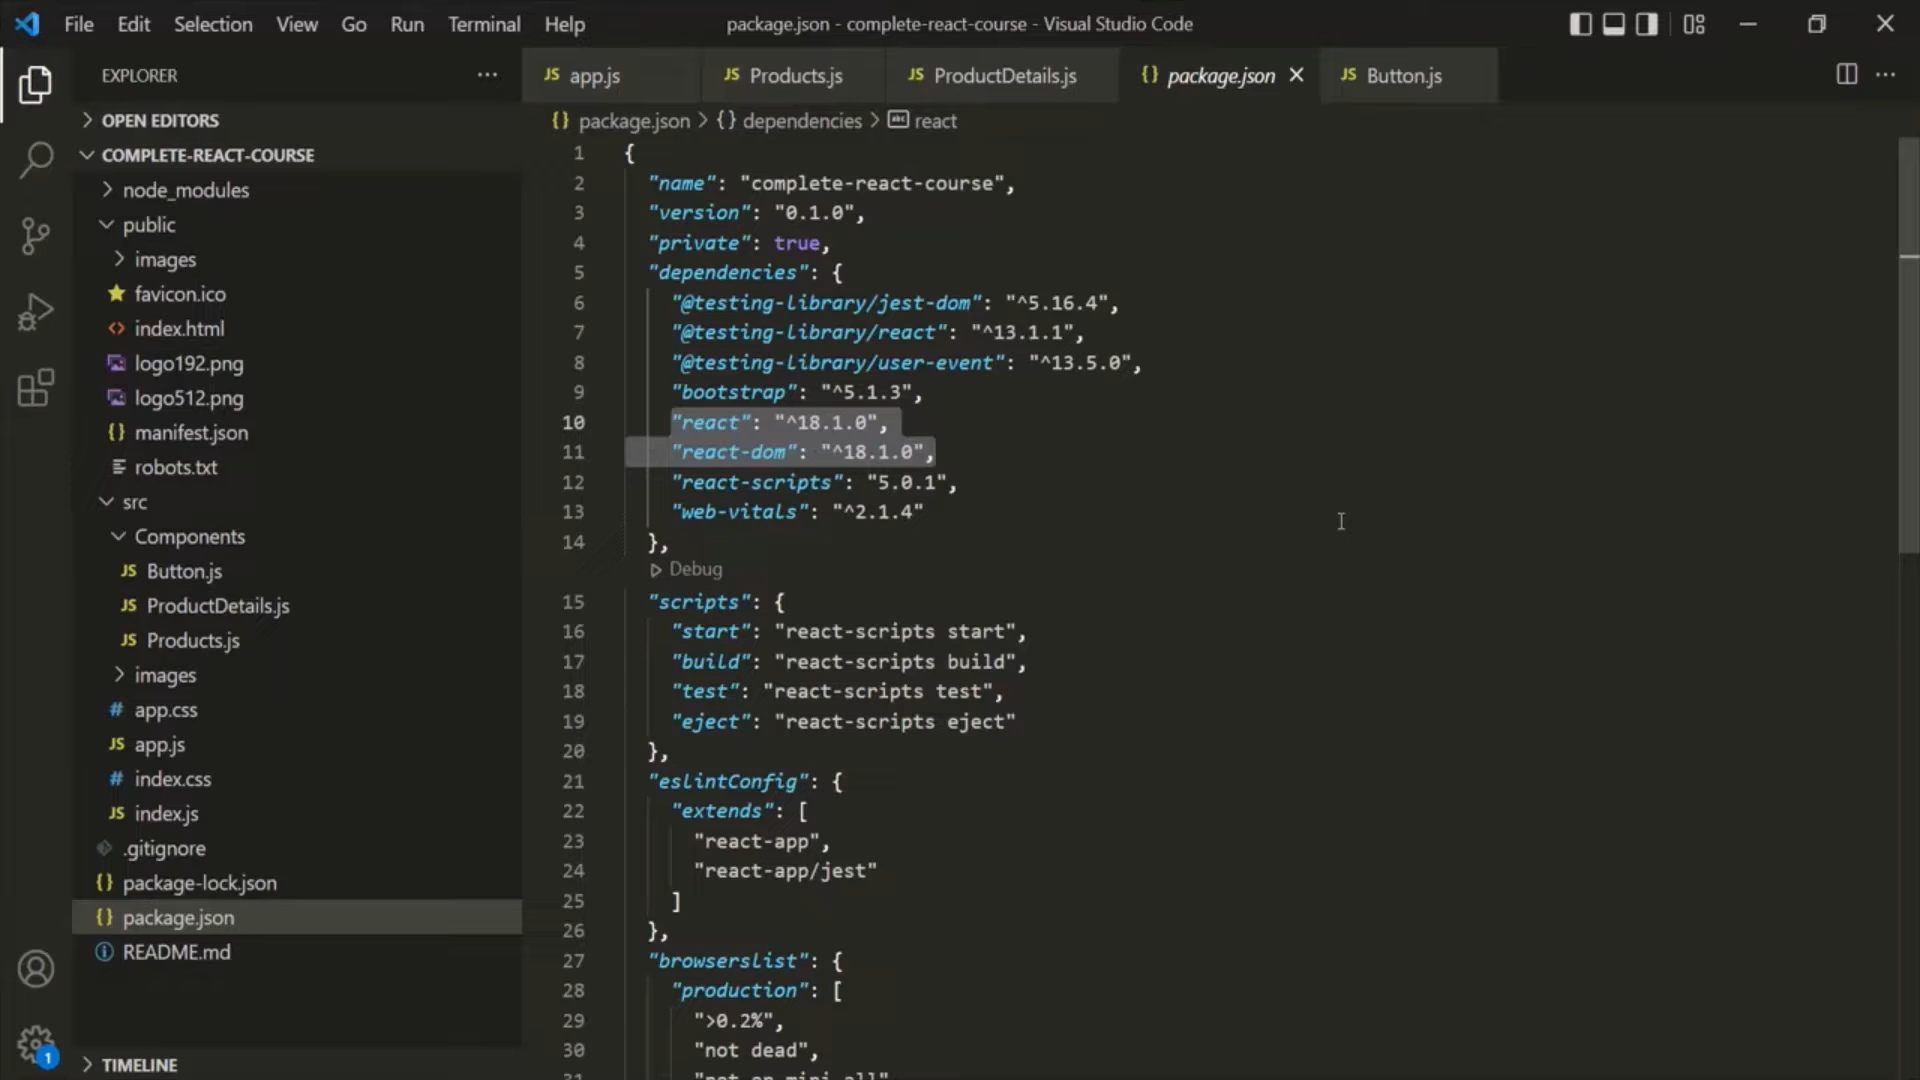 File Edit Selection View Go Run Terminal Help
package.json - complete-react-course - Visual Studio Code
EXPLORER
OPEN EDITORS
COMPLETE-REACT-COURSE
node_modules
public
images
favicon.ico
index.html
logo192.png
logo512.png
manifest.json
robots.txt
src
Components
JS Button.js
JS ProductDetails.js
JS Products.js
images
# app.css
JS app.js
# index.css
JS index.js
.gitignore
{} package-lock.json
{} package.json
README.md
1
TIMELINE
JS app.js JS Products.js JS ProductDetails.js {} package.json JS Button.js
{} package.json > {} dependencies > abc react
1 {
2 "name": "complete-react-course",
3 "version": "0.1.0",
4 "private": true,
5 "dependencies": {
6 "@testing-library/jest-dom": "^5.16.4",
7 "@testing-library/react": "^13.1.1",
8 "@testing-library/user-event": "^13.5.0",
9 "bootstrap": "^5.1.3",
10 "react": "^18.1.0",
11 "react-dom": "^18.1.0",
12 "react-scripts": "5.0.1",
13 "web-vitals": "^2.1.4"
14 },
Debug
15 "scripts": {
16 "start": "react-scripts start",
17 "build": "react-scripts build",
18 "test": "react-scripts test",
19 "eject": "react-scripts eject"
20 },
21 "eslintConfig": {
22 "extends": [
23 "react-app",
24 "react-app/jest"
25 ]
26 },
27 "browserslist": {
28 "production": [
29 ">0.2%",
30 "not dead",